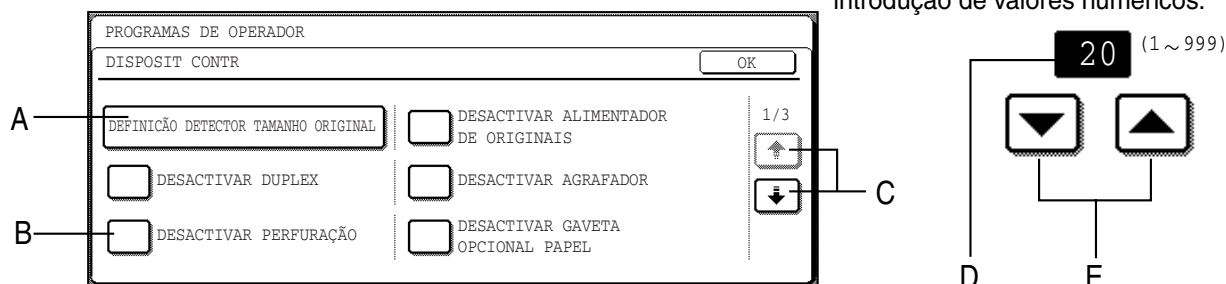 introdução de valores numéricos.
PROGRAMAS DE OPERADOR
DISPOSIT CONTR
OK
A
DEFINICÃO DETECTOR TAMANHO ORIGINAL
DESACTIVAR ALIMENTADOR
DE ORIGINAIS
1/3
DESACTIVAR DUPLEX
DESACTIVAR AGRAFADOR
C
B
DESACTIVAR PERFURAÇÃO
DESACTIVAR GAVETA
OPCIONAL PAPEL
20 (1~999)
D
E